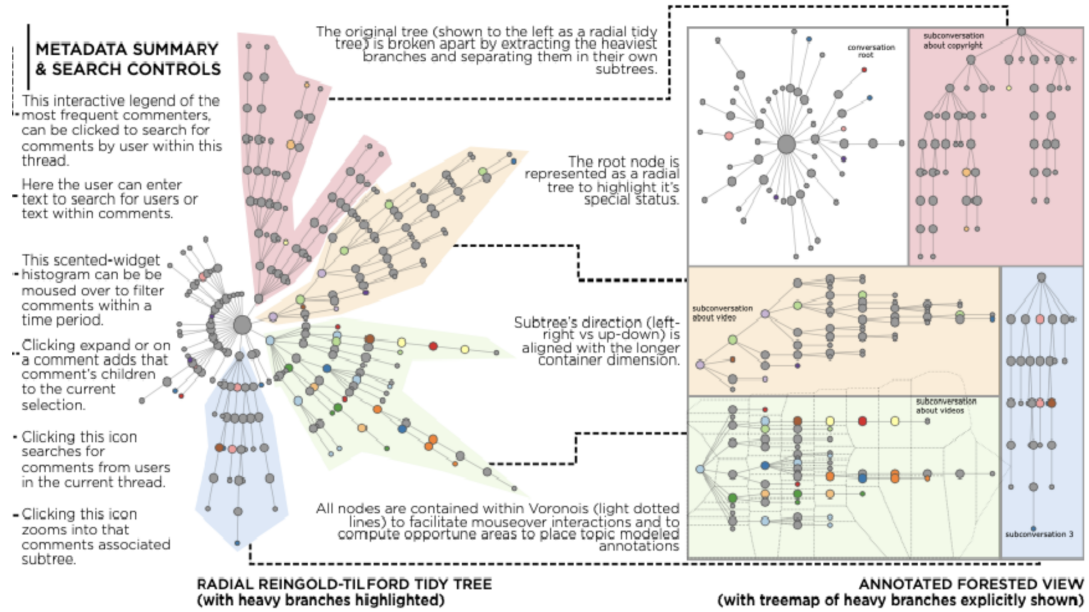 METADATA SUMMARY
& SEARCH CONTROLS
This interactive legend of the
most frequent commenters,
can be clicked to search for
comments by user within this
thread.
Here the user can enter
text to search for users or
text within comments.
This scented-widget
histogram can be be
moused over to filter
comments within a
time period.
Clicking expand or on
a comment adds that
comment's children
to the current
selection.
Clicking this icon
searches for
comments from users
in the current thread.
Clicking this icon
zooms into that
comments associated
subtree.
The original tree (shown to the left as a radial tidy
tree) is broken apart by extracting the heaviest
branches and separating them in their own
subtrees.
The root node is
represented as a radial
tree to highlight it's
special status.
Subtree's direction (left-
right vs up-down) is
aligned with the longer
container dimension.
All nodes are contained within Voronois (light dotted
lines) to facilitate mouseover interactions and to
compute opportune areas to place topic modeled
annotations
conversation
root
subconversation
about copyright
subconversation
about video
subconversation
about videos
subconversation 3
RADIAL REINGOLD-TILFORD TIDY TREE
(with heavy branches highlighted)
ANNOTATED FORESTED VIEW
(with treemap of heavy branches explicitly shown)